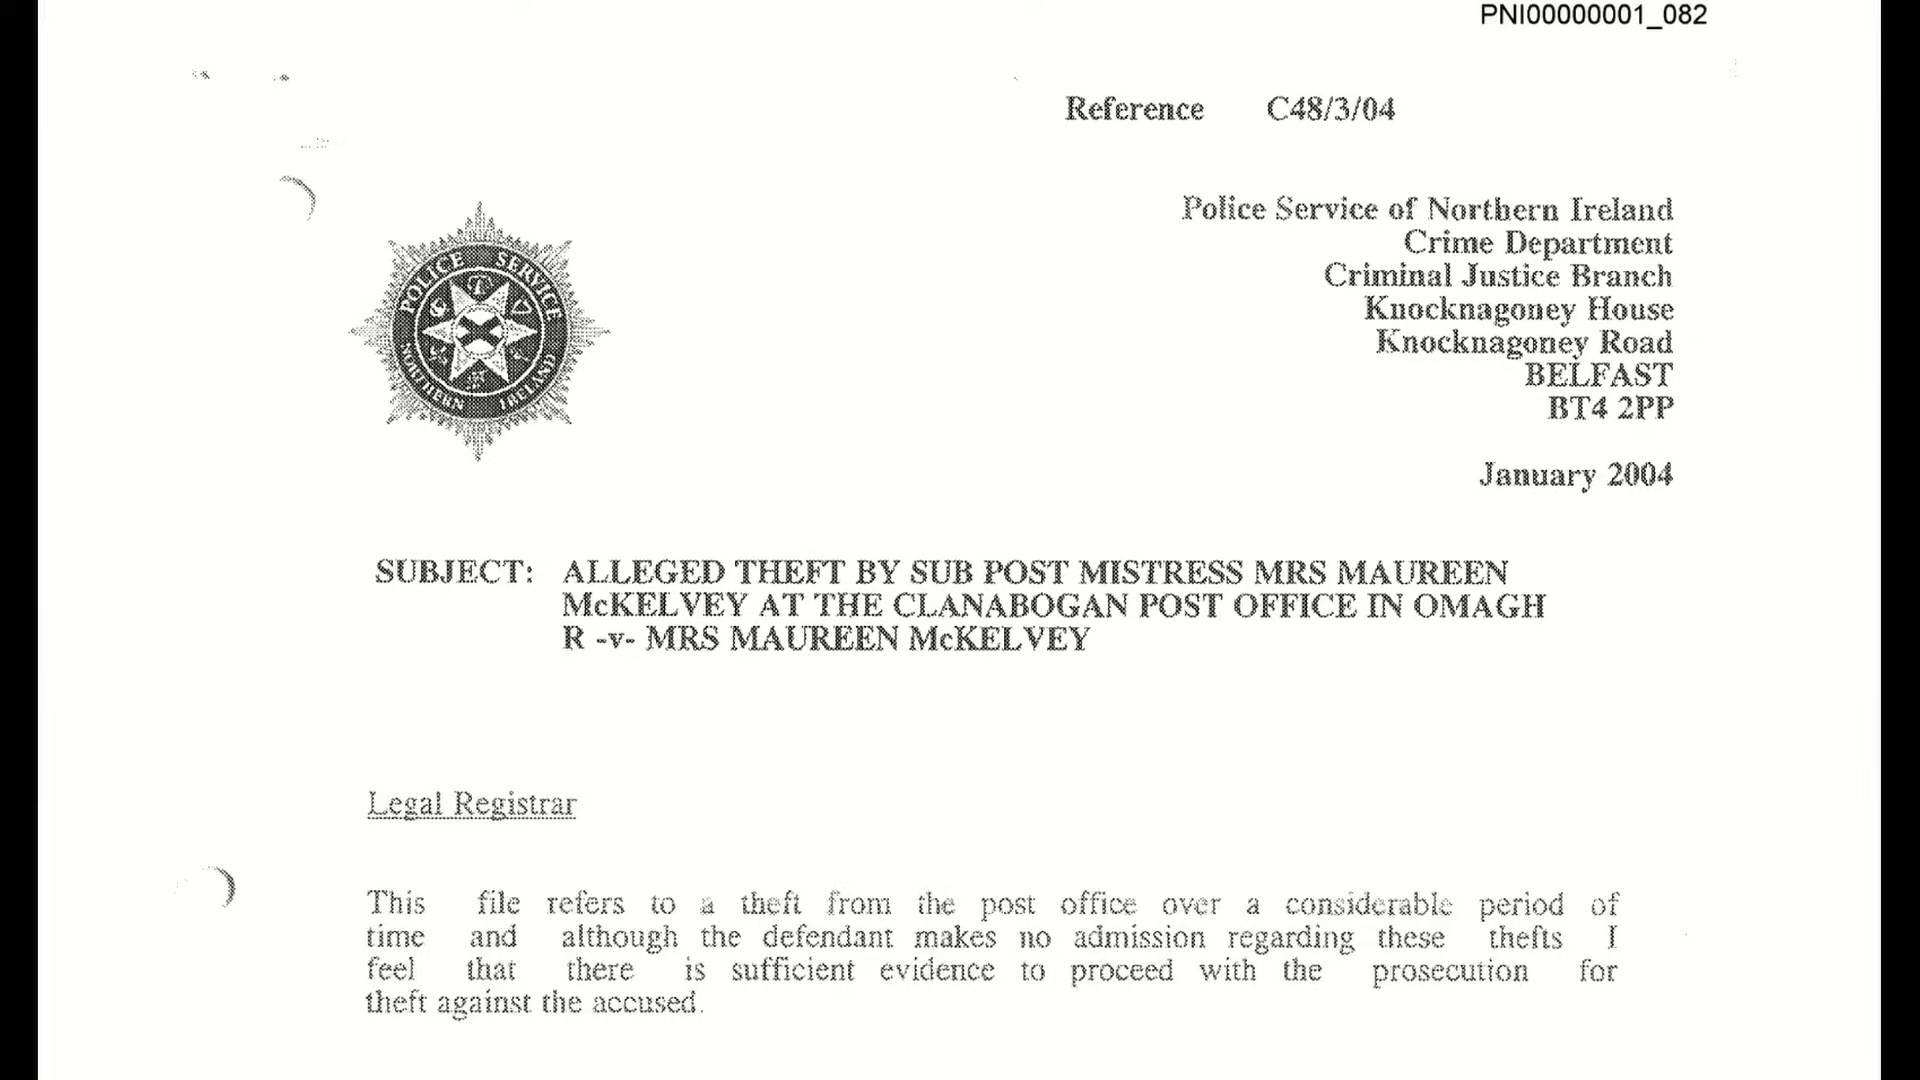 PNI00000001_082
Reference C48/3/04
POLICE SERVICE
NORTHERN IRELAND
Police Service of Northern Ireland
Crime Department
Criminal Justice Branch
Knocknagoney House
Knocknagoney Road
BELFAST
BT4 2PP
January 2004
SUBJECT: ALLEGED THEFT BY SUB POST MISTRESS MRS MAUREEN
McKELVEY AT THE CLANABOGAN POST OFFICE IN OMAGH
R -v- MRS MAUREEN McKELVEY
Legal Registrar
This file refers to a theft from the post office over a considerable period of
time and although the defendant makes no admission regarding these thefts I
feel that there is sufficient evidence to proceed with the prosecution for
theft against the accused.